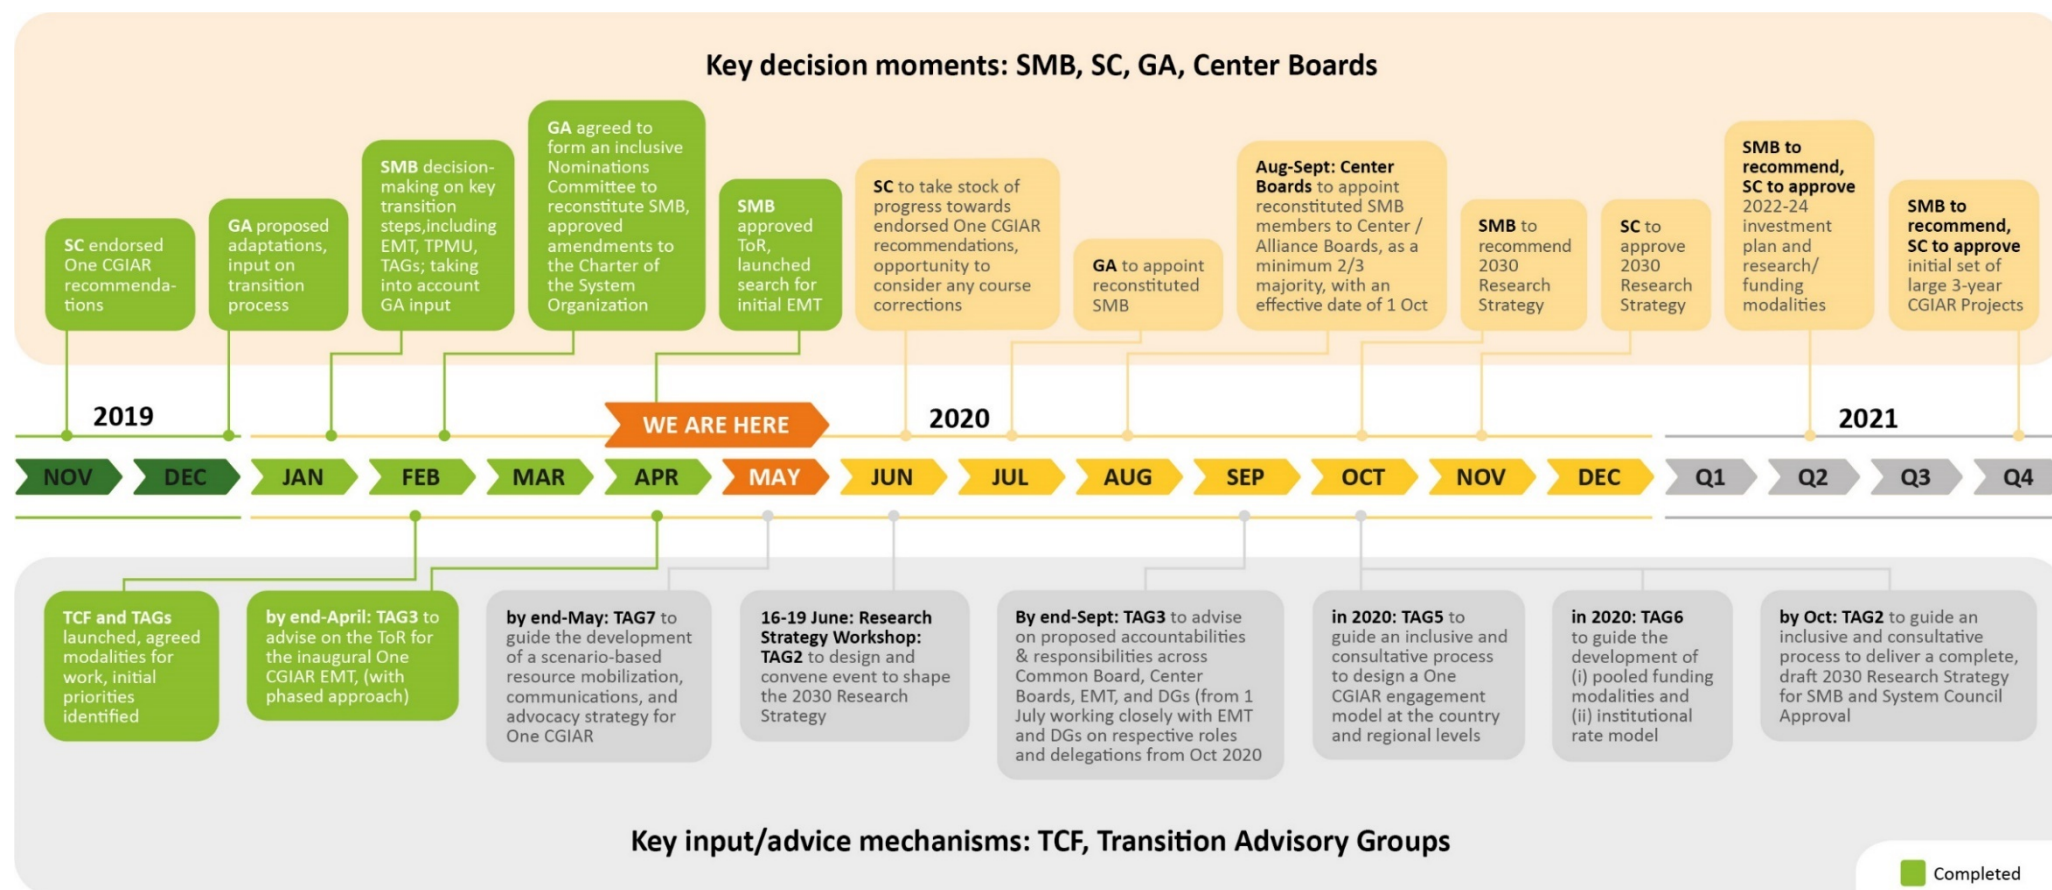 Key decision moments: SMB, SC, GA, Center Boards
SC endorsed
One CGIAR
recommenda-
tions
GA proposed
adaptations,
input on
transition
process
SMB decision-
making on key
transition
steps,including
EMT, TPMU,
TAGs; taking
into account
GA input
GA agreed to
form an inclusive
Nominations
Committee to
reconstitute SMB,
approved
amendments to
the Charter of
the System
Organization
SMB
approved
ToR,
launched
search for
initial EMT
SC to take stock of
progress towards
endorsed One CGIAR
recommendations,
opportunity to
consider any course
corrections
GA to appoint
reconstituted
SMB
Aug-Sept: Center
Boards to appoint
reconstituted SMB
members to Center /
Alliance Boards, as a
minimum 2/3
majority, with an
effective date of 1 Oct
SMB to
recommend
2030
Research
Strategy
SC to
approve
2030
Research
Strategy
SMB to
recommend,
SC to approve
2022-24
investment
plan and
research/
funding
modalities
SMB to
recommend,
SC to approve
initial set of
large 3-year
CGIAR Projects
2019
WE ARE HERE
2020
2021
NOV
DEC
JAN
FEB
MAR
APR
MAY
JUN
JUL
AUG
SEP
OCT
NOV
DEC
Q1
Q2
Q3
Q4
TCF and TAGs
launched, agreed
modalities for
work, initial
priorities
identified
by end-April: TAG3 to
advise on the ToR for
the inaugural One
CGIAR EMT, (with
phased approach)
by end-May: TAG7 to
guide the development
of a scenario-based
resource mobilization,
communications, and
advocacy strategy for
One CGIAR
16-19 June: Research
Strategy Workshop:
TAG2 to design and
convene event to shape
the 2030 Research
Strategy
By end-Sept: TAG3 to advise
on proposed accountabilities
& responsibilities across
Common Board, Center
Boards, EMT, and DGs (from 1
July working closely with EMT
and DGs on respective roles
and delegations from Oct 2020
in 2020: TAG5 to
guide an inclusive and
consultative process
to design a One
CGIAR engagement
model at the country
and regional levels
in 2020: TAG6
to guide the
development of
(i) pooled funding
modalities and
(ii) institutional
rate model
by Oct: TAG2 to guide an
inclusive and consultative
process to deliver a complete,
draft 2030 Research Strategy
for SMB and System Council
Approval
Key input/advice mechanisms: TCF, Transition Advisory Groups
Completed